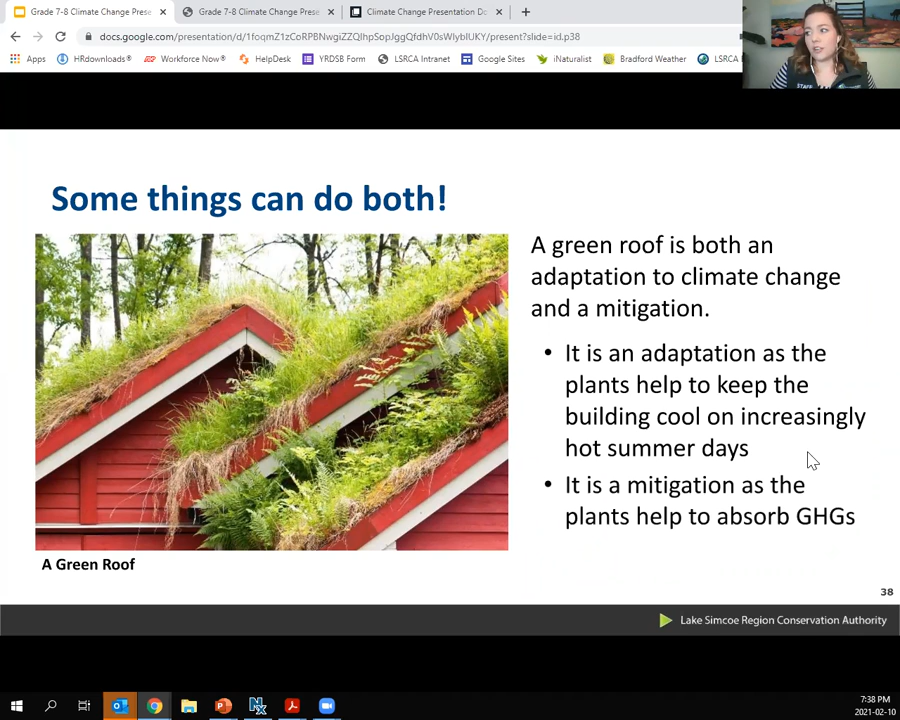 Grade 7-8 Climate Change Prese
Grade 7-8 Climate Change Prese
Climate Change Presentation Do
docs.google.com/presentation/d/1foqmZ1zCoRPBNwgiZZQlhpSopJggQfdhV0sWlybIUKY/present?slide=id.p38
Apps HRdownloads® Workforce Now® HelpDesk YRDSB Form LSRCA Intranet Google Sites iNaturalist Bradford Weather LSRCA
STAFF
Some things can do both!
A green roof is both an
adaptation to climate change
and a mitigation.
• It is an adaptation as the
plants help to keep the
building cool on increasingly
hot summer days
• It is a mitigation as the
plants help to absorb GHGs
A Green Roof
38
Lake Simcoe Region Conservation Authority
7:38 PM
2021-02-10